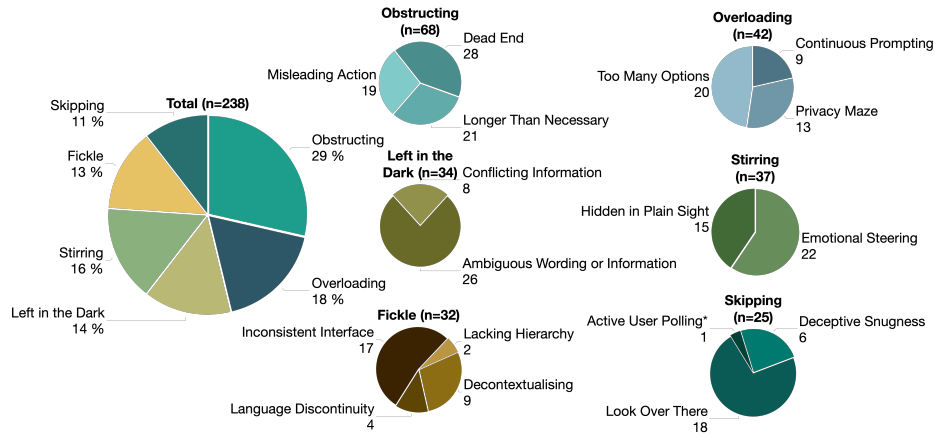 Total (n=238)
Skipping
11 %
Fickle
13 %
Stirring
16 %
Left in the Dark
14 %
Obstructing
29 %
Overloading
18 %
Obstructing
(n=68)
Dead End
28
Misleading Action
19
Longer Than Necessary
21
Left in the
Dark (n=34)
Conflicting Information
8
Ambiguous Wording or Information
26
Fickle (n=32)
Inconsistent Interface
17
Lacking Hierarchy
2
Decontextualising
9
Language Discontinuity
4
Overloading
(n=42)
Continuous Prompting
9
Too Many Options
20
Privacy Maze
13
Stirring
(n=37)
Hidden in Plain Sight
15
Emotional Steering
22
Skipping
(n=25)
Active User Polling*
1
Deceptive Snugness
6
Look Over There
18